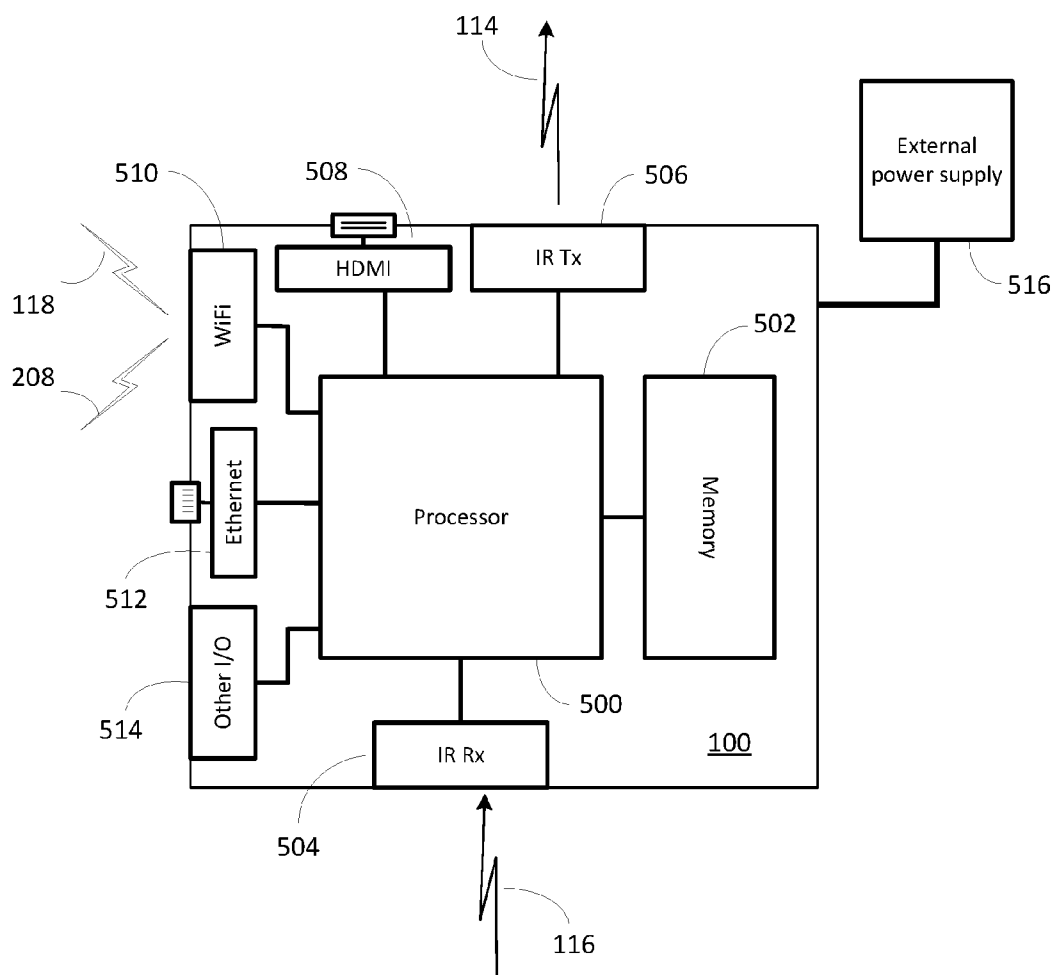 114
External
power supply
510
508
506
516
HDMI
IR Tx
118
WiFi
502
208
Ethernet
Processor
Memory
512
Other I/O
514
500
100
IR Rx
504
116